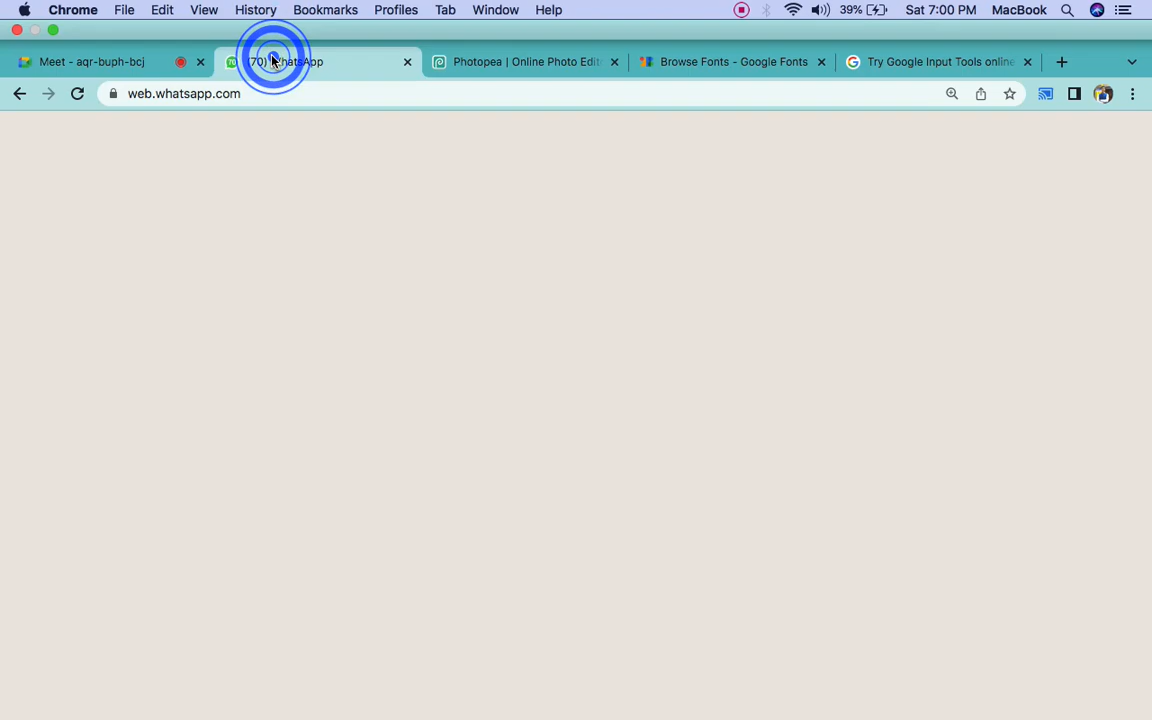 Chrome File Edit View History Bookmarks Profiles Tab Window Help 39% Sat 7:00 PM MacBook
Meet - aqr-buph-bcj (70) WhatsApp Photopea | Online Photo Edit Browse Fonts - Google Fonts Try Google Input Tools online
web.whatsapp.com